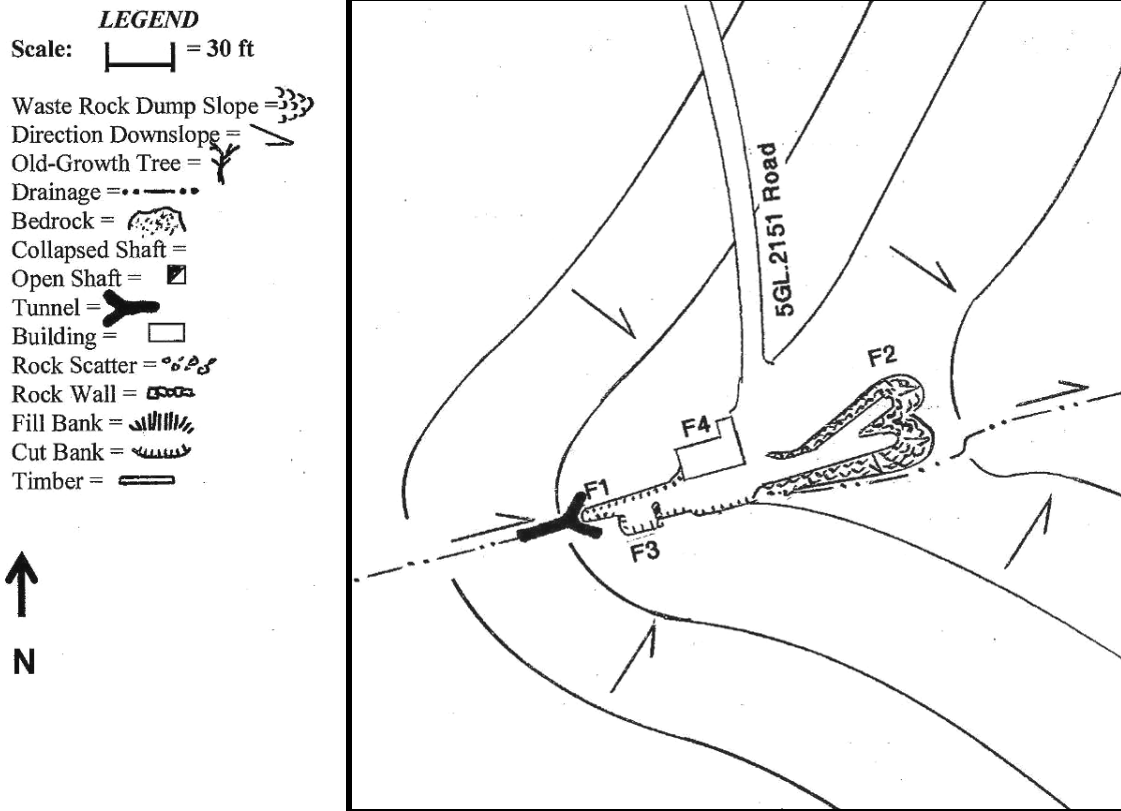 LEGEND
Scale: = 30 ft
Waste Rock Dump Slope =
Direction Downslope =
Old-Growth Tree =
Drainage =
Bedrock =
Collapsed Shaft =
Open Shaft =
Tunnel =
Building =
Rock Scatter =
Rock Wall =
Fill Bank =
Cut Bank =
Timber =
N
5GL.2151 Road
F2
F4
F1
F3